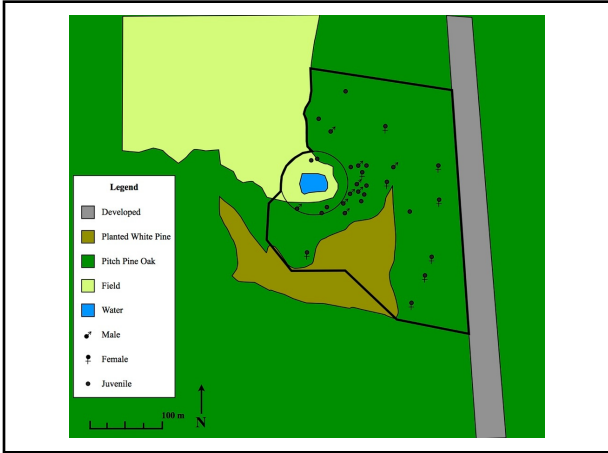 Legend
Developed
Planted White Pine
Pitch Pine Oak
Field
Water
Male
Female
Juvenile
100 m
N